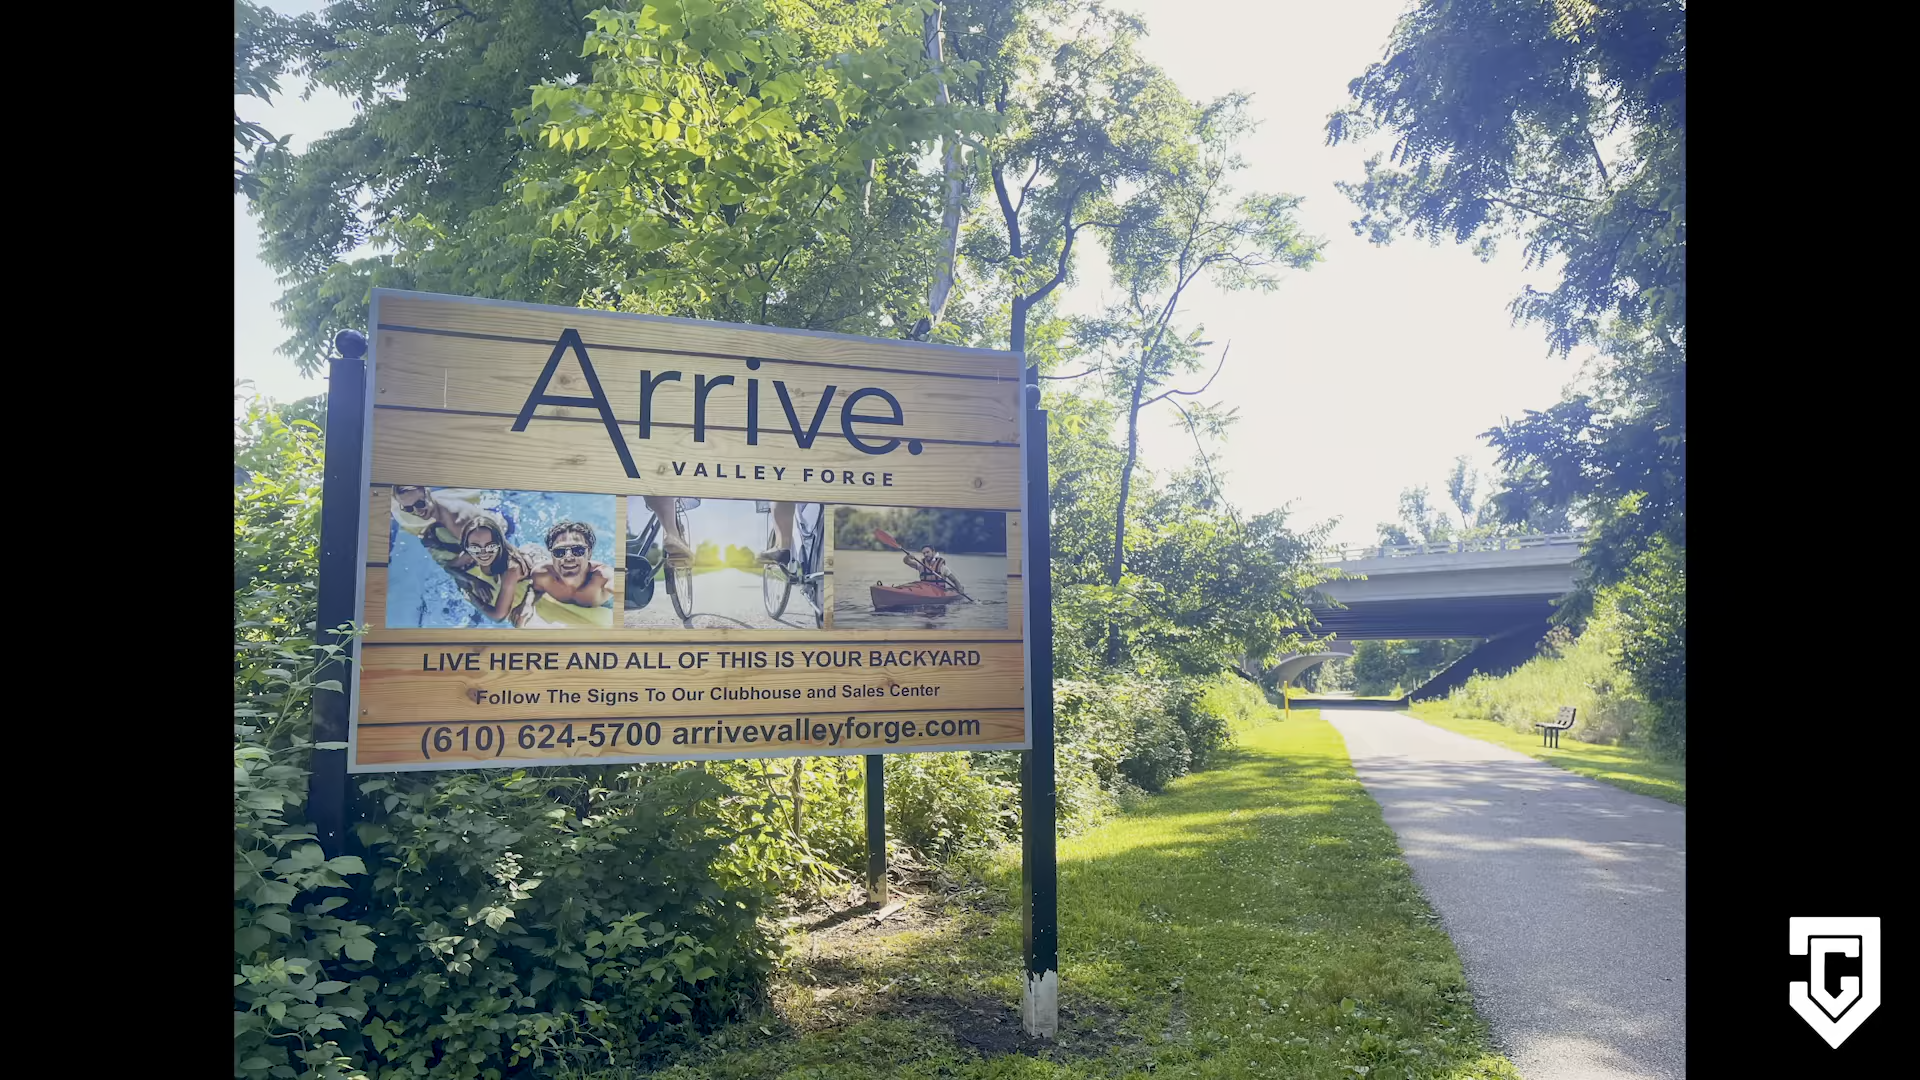 Arrive.
VALLEY FORGE
LIVE HERE AND ALL OF THIS IS YOUR BACKYARD
Follow The Signs To Our Clubhouse and Sales Center
(610) 624-5700 arrivevalleyforge.com